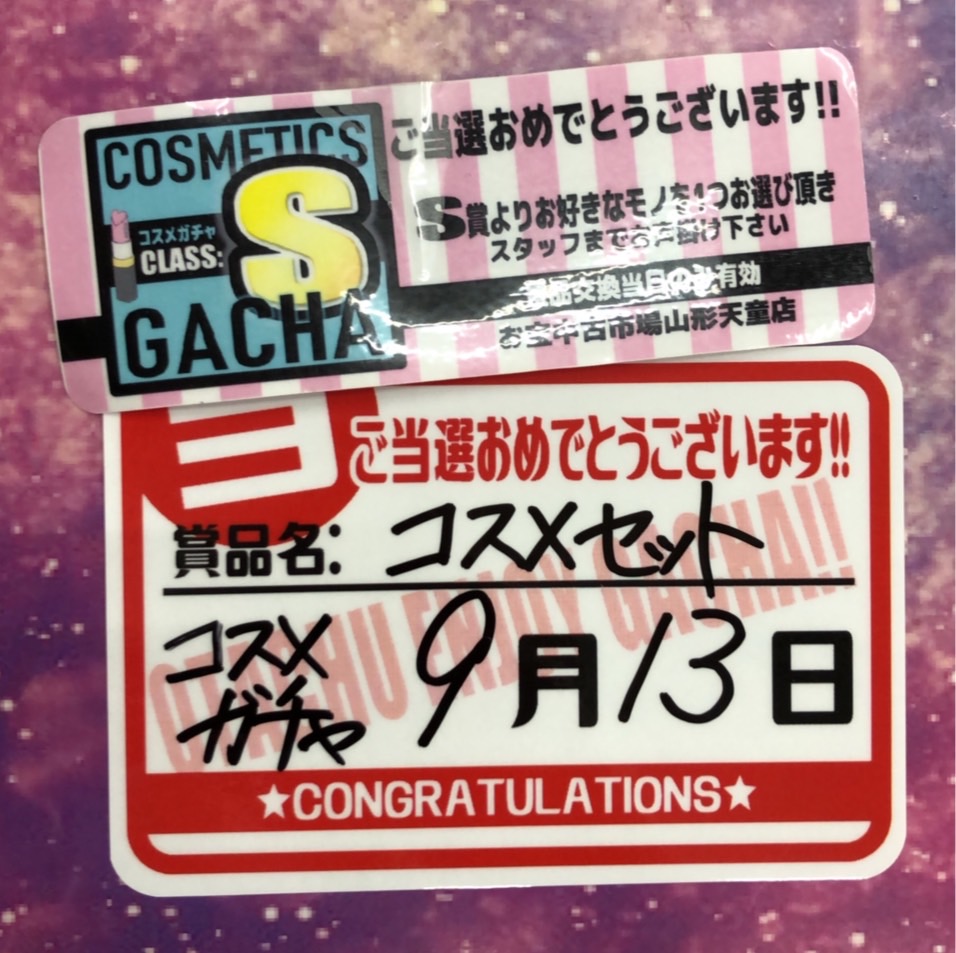 COSMETICS
コスメガチャ
CLASS:
S
GACHA
ご当選おめでとうございます!!
S賞よりお好きなモノを1つお選び頂き
スタッフまでお声掛け下さい
景品交換当日のみ有効
お宝中古市場山形天童店
ご当選おめでとうございます!!
賞品名: コスメセット
コスメ
ガチャ
9月13日
ENJOY GACHA!!
★CONGRATULATIONS★